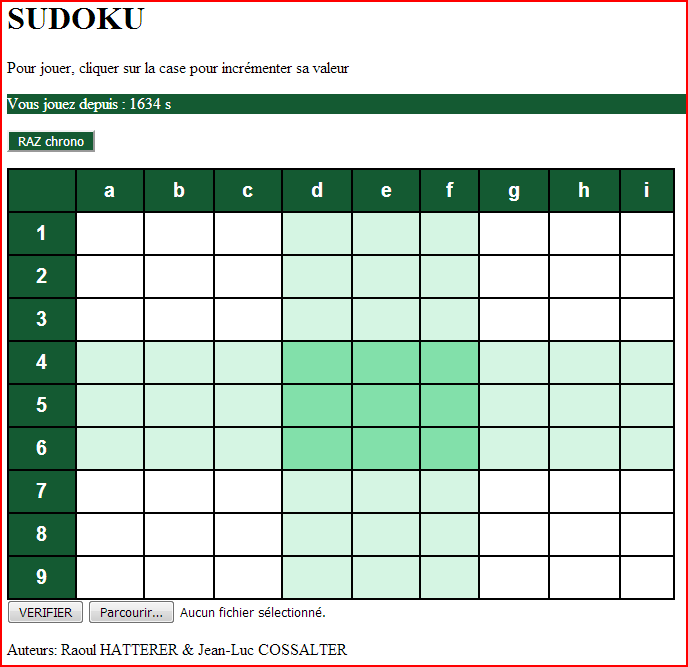 SUDOKU
Pour jouer, cliquer sur la case pour incrémenter sa valeur
Vous jouez depuis : 1634 s
RAZ chrono
a b c d e f g h i
1
2
3
4
5
6
7
8
9
VERIFIER Parcourir... Aucun fichier sélectionné.
Auteurs: Raoul HATTERER & Jean-Luc COSSALTER